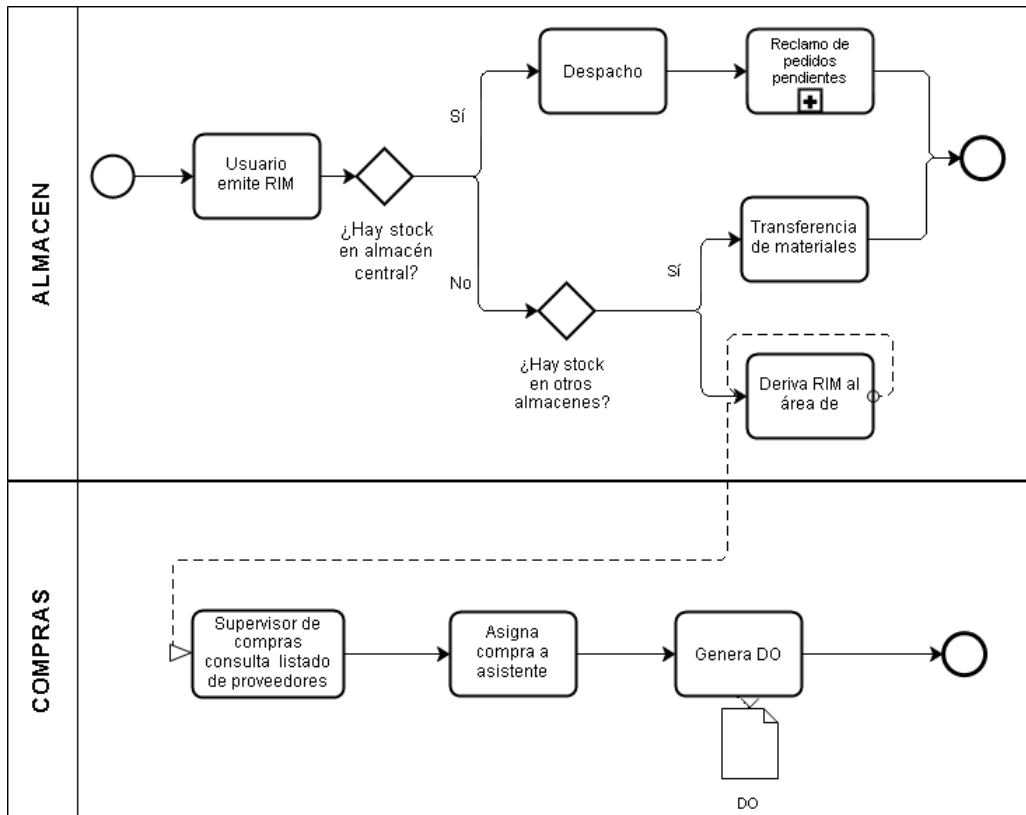 ALMACEN
Usuario
emite RIM
¿Hay stock
en almacén
central?
Sí
Despacho
Reclamo de
pedidos
pendientes
No
¿Hay stock
en otros
almacenes?
Sí
Transferencia
de materiales
Deriva RIM al
área de
COMPRAS
Supervisor de
compras
consulta listado
de proveedores
Asigna
compra a
asistente
Genera DO
DO